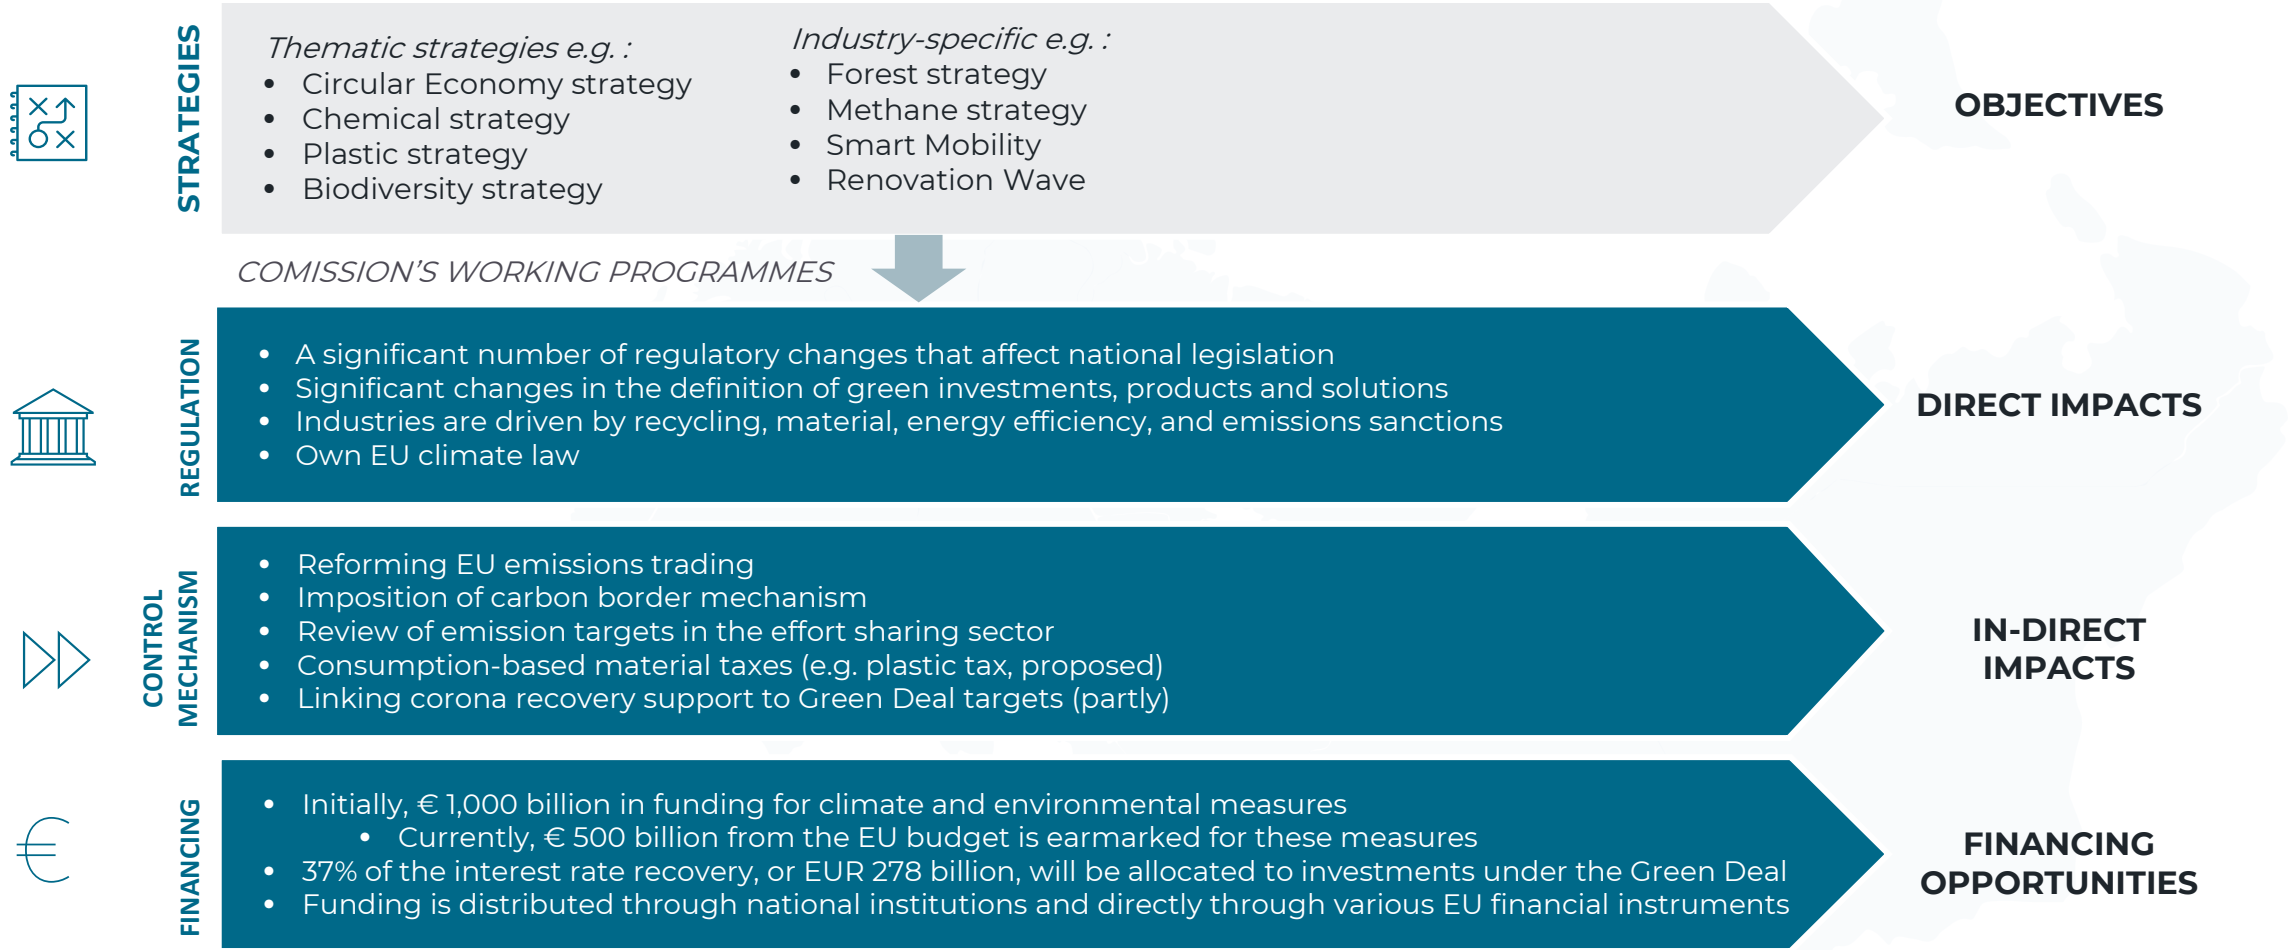 STRATEGIES
Thematic strategies e.g. :
• Circular Economy strategy
• Chemical strategy
• Plastic strategy
• Biodiversity strategy
Industry-specific e.g. :
• Forest strategy
• Methane strategy
• Smart Mobility
• Renovation Wave
OBJECTIVES
COMISSION'S WORKING PROGRAMMES
REGULATION
• A significant number of regulatory changes that affect national legislation
• Significant changes in the definition of green investments, products and solutions
• Industries are driven by recycling, material, energy efficiency, and emissions sanctions
• Own EU climate law
DIRECT IMPACTS
CONTROL
MECHANISM
• Reforming EU emissions trading
• Imposition of carbon border mechanism
• Review of emission targets in the effort sharing sector
• Consumption-based material taxes (e.g. plastic tax, proposed)
• Linking corona recovery support to Green Deal targets (partly)
IN-DIRECT
IMPACTS
FINANCING
• Initially, € 1,000 billion in funding for climate and environmental measures
• Currently, € 500 billion from the EU budget is earmarked for these measures
• 37% of the interest rate recovery, or EUR 278 billion, will be allocated to investments under the Green Deal
• Funding is distributed through national institutions and directly through various EU financial instruments
FINANCING
OPPORTUNITIES